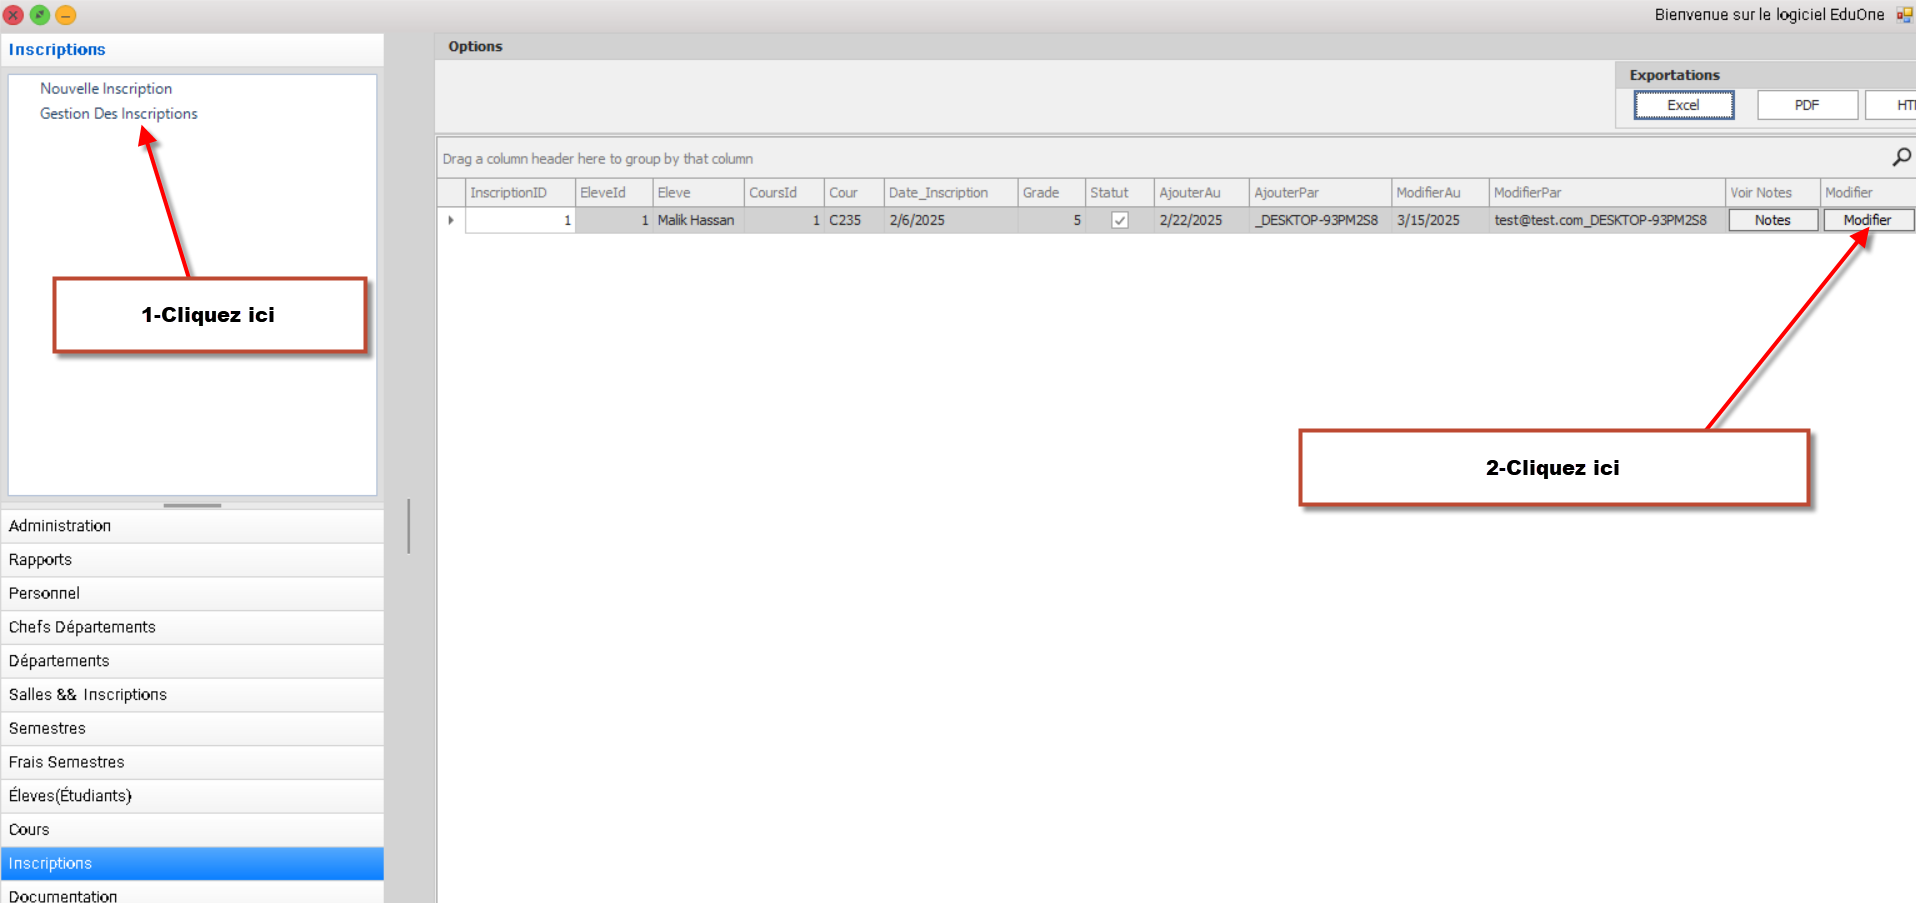 Bienvenue sur le logiciel EduOne
Inscriptions
Nouvelle Inscription
Gestion Des Inscriptions
1-Cliquez ici
Administration
Rapports
Personnel
Chefs Départements
Départements
Salles && Inscriptions
Semestres
Frais Semestres
Éleves(Étudiants)
Cours
Inscriptions
Documentation
Options
Exportations
Excel PDF HTI
Drag a column header here to group by that column
InscriptionID EleveId Eleve CoursId Cour Date_Inscription Grade Statut AjouterAu AjouterPar ModifierAu ModifierPar Voir Notes Modifier
1 1 Malik Hassan 1 C235 2/6/2025 5 2/22/2025 _DESKTOP-93PM2S8 3/15/2025 test@test.com_DESKTOP-93PM2S8 Notes Modifier
2-Cliquez ici